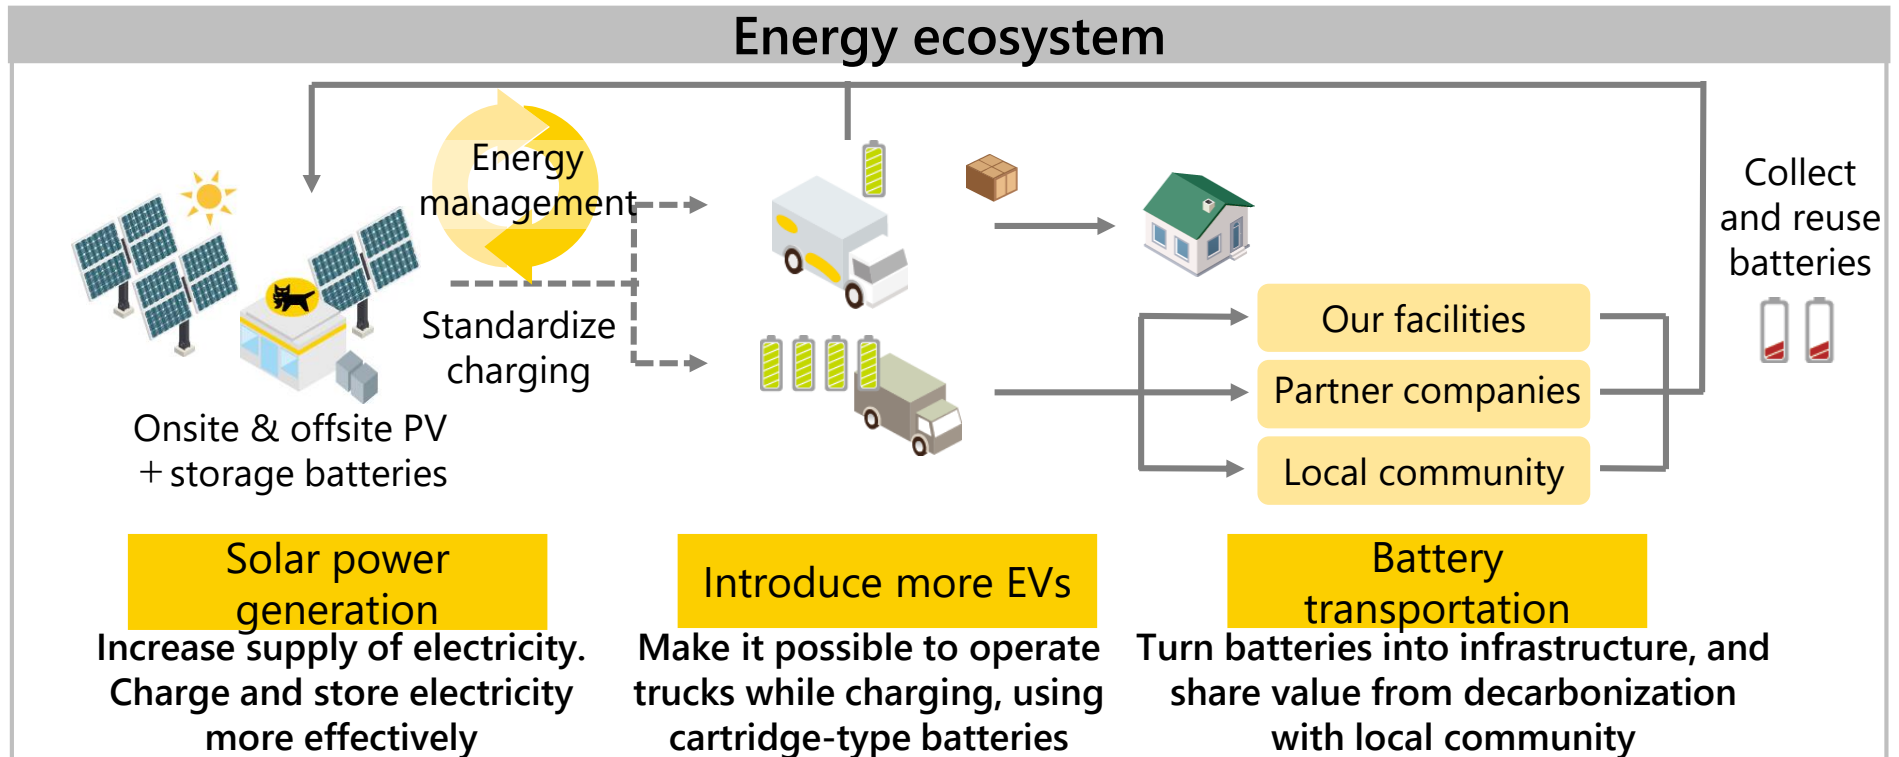 Energy ecosystem
Energy
management
Standardize
charging
Onsite & offsite PV
＋storage batteries
Our facilities
Partner companies
Local community
Collect
and reuse
batteries
Solar power
generation
Increase supply of electricity.
Charge and store electricity
more effectively
Introduce more EVs
Make it possible to operate
trucks while charging, using
cartridge-type batteries
Battery
transportation
Turn batteries into infrastructure, and
share value from decarbonization
with local community